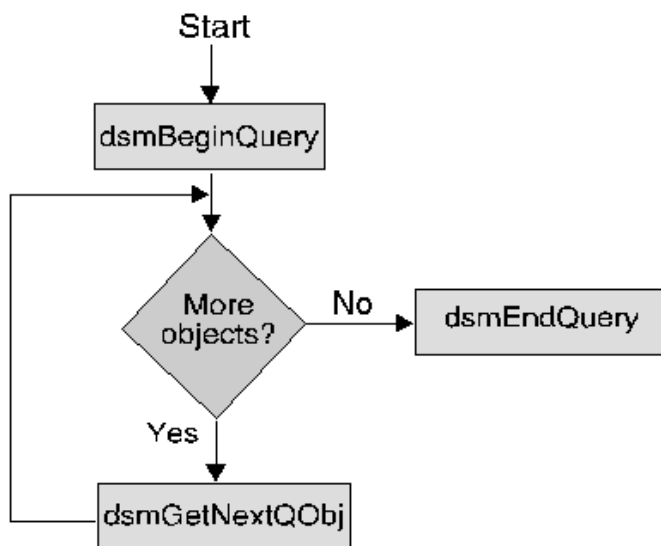 Start
dsmBeginQuery
More
objects?
No
dsmEndQuery
Yes
dsmGetNextQObj